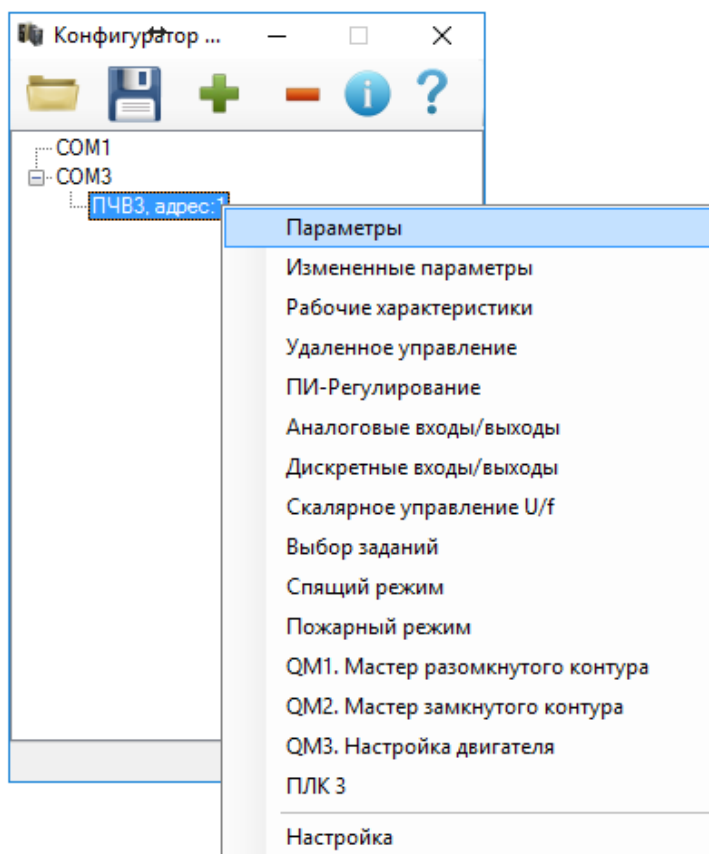 Конфигуратор ...
COM1
COM3
ПЧВ3, адрес:1
Параметры
Измененные параметры
Рабочие характеристики
Удаленное управление
ПИ-Регулирование
Аналоговые входы/выходы
Дискретные входы/выходы
Скалярное управление U/f
Выбор заданий
Спящий режим
Пожарный режим
QM1. Мастер разомкнутого контура
QM2. Мастер замкнутого контура
QM3. Настройка двигателя
ПЛК 3
Настройка